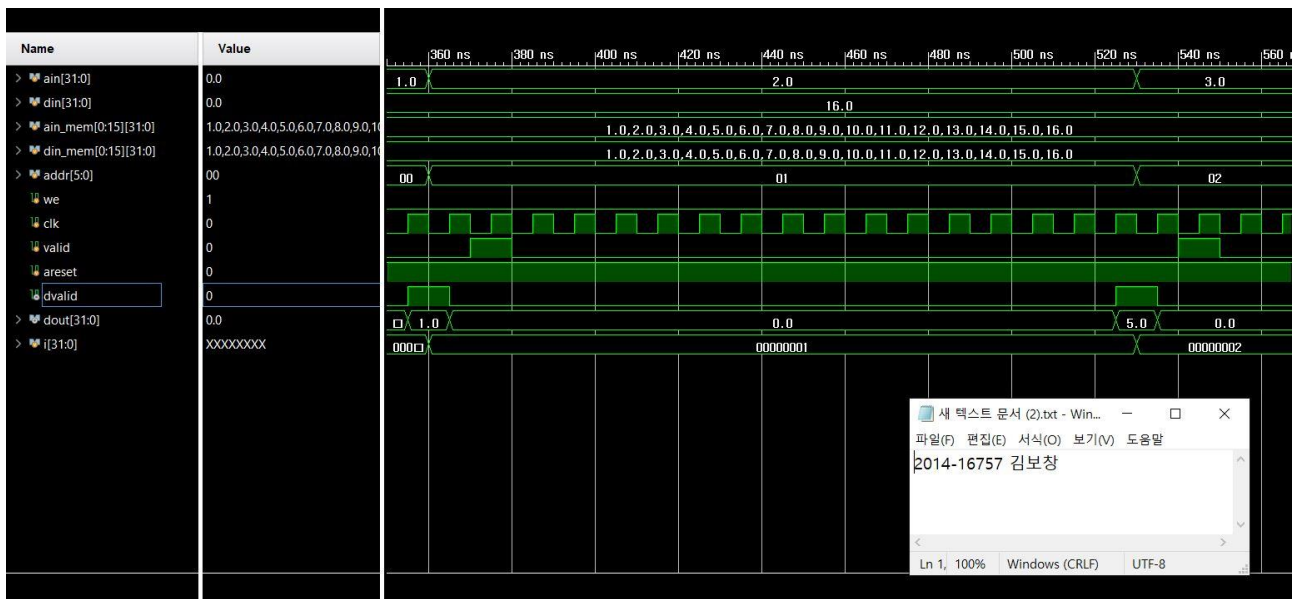 Name
Value
360 ns
380 ns
400 ns
420 ns
440 ns
460 ns
480 ns
500 ns
520 ns
540 ns
560
ain[31:0]
0.0
1.0
2.0
3.0
din[31:0]
0.0
16.0
ain_mem[0:15][31:0]
1.0,2.0,3.0,4.0,5.0,6.0,7.0,8.0,9.0,10
1.0,2.0,3.0,4.0,5.0,6.0,7.0,8.0,9.0,10.0,11.0,12.0,13.0,14.0,15.0,16.0
din_mem[0:15][31:0]
1.0,2.0,3.0,4.0,5.0,6.0,7.0,8.0,9.0,10
1.0,2.0,3.0,4.0,5.0,6.0,7.0,8.0,9.0,10.0,11.0,12.0,13.0,14.0,15.0,16.0
addr[5:0]
00
00
01
02
we
1
clk
0
valid
0
areset
0
dvalid
0
dout[31:0]
0.0
1.0
0.0
5.0
0.0
i[31:0]
XXXXXXXX
000
00000001
00000002
새 텍스트 문서 (2).txt - Win...
파일(F) 편집(E) 서식(O) 보기(V) 도움말
2014-16757 김보창
Ln 1, 100% Windows (CRLF) UTF-8